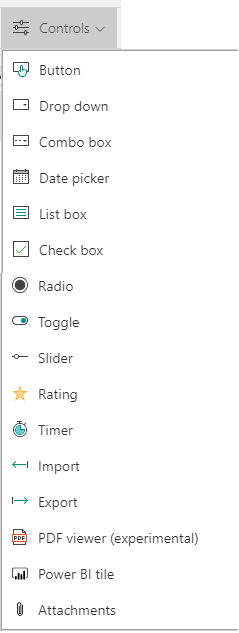 Controls
Button
Drop down
Combo box
Date picker
List box
Check box
Radio
Toggle
Slider
Rating
Timer
Import
Export
PDF PDF viewer (experimental)
Power BI tile
Attachments